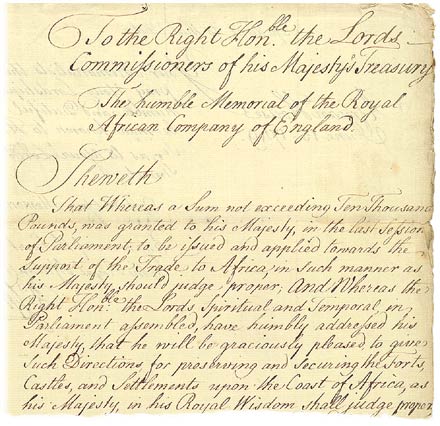 To the Right Hon.ble the Lords
Commissioners of his Majesty's Treasury
The humble Memorial of the Royal
African Company of England.
Sheweth
That Whereas a Sum not exceeding Ten Thousand
Pounds, was granted to his Majesty, in the last Session
of Parliament, to be issued and applied towards the
Support of the Trade to Africa, in such manner as
his Majesty should judge proper; And Whereas the
Right Hon.ble the Lords Spiritual and Temporal in
Parliament assembled, have humbly addressed his
Majesty, that he will be graciously pleased to give
such Directions for preserving and Securing the Forts,
Castles, and Settlements upon the Coast of Africa, as
his Majesty, in his Royal Wisdom shall judge proper